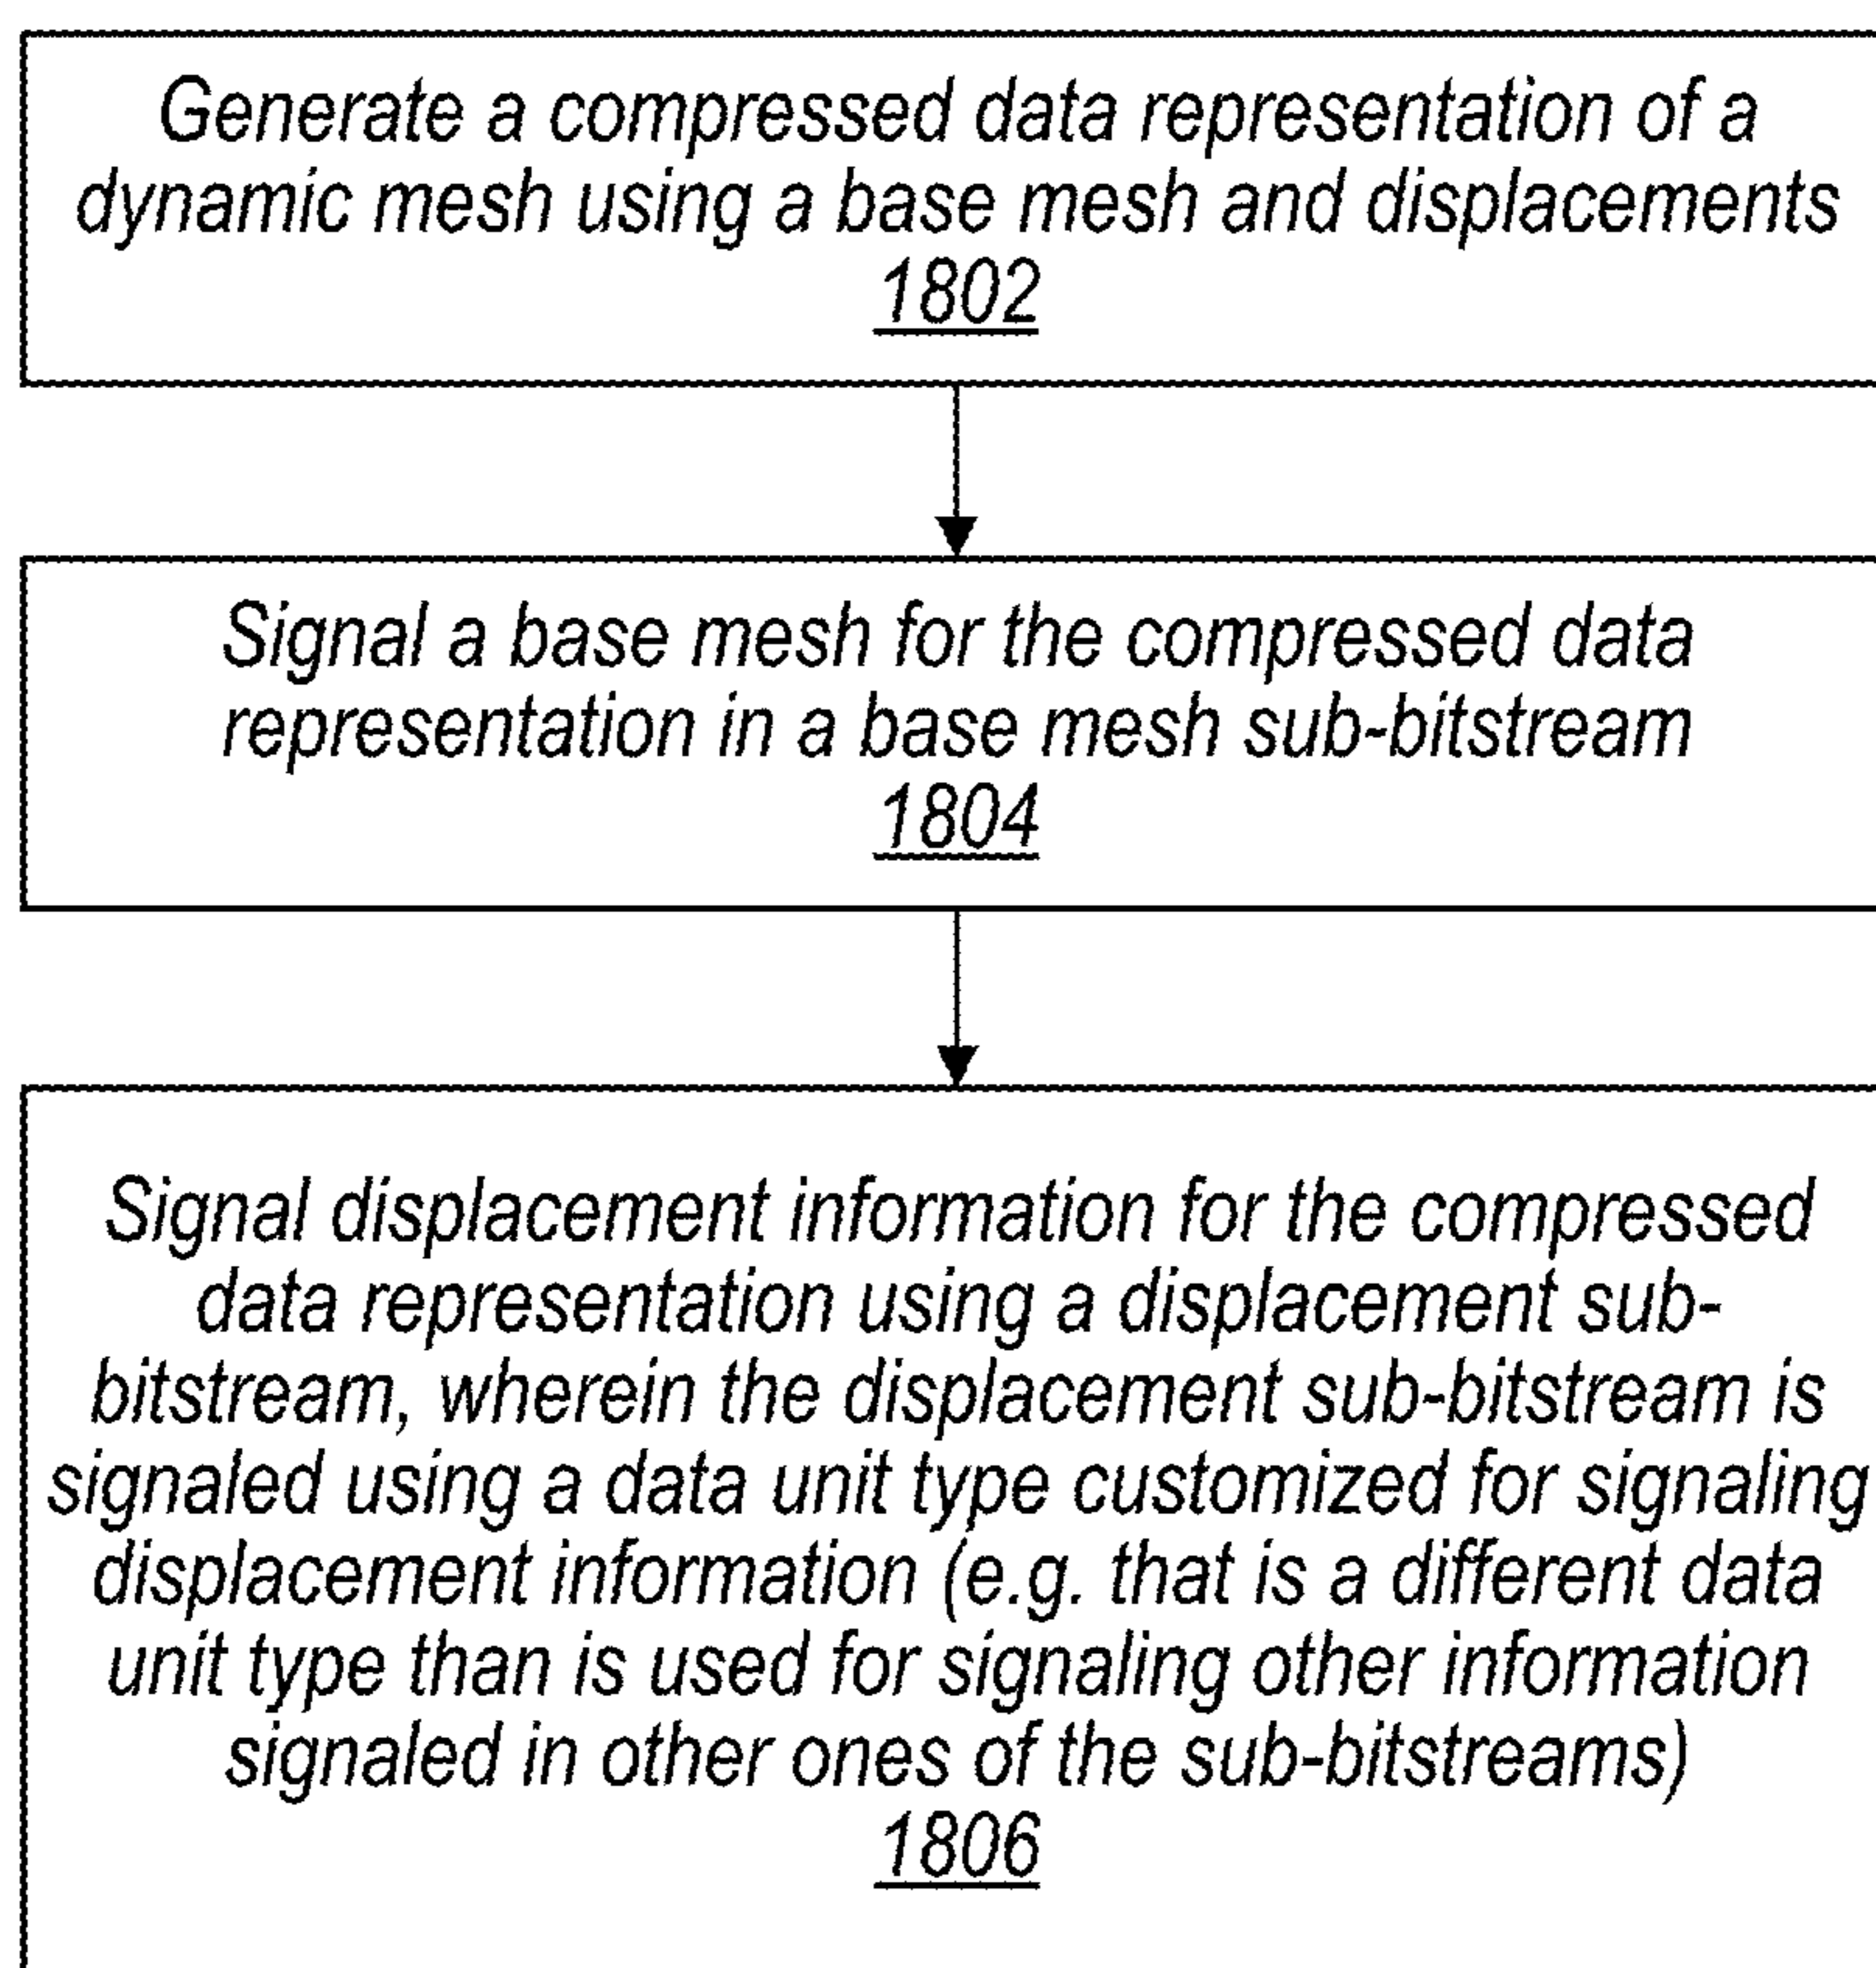 Generate a compressed data representation of a
dynamic mesh using a base mesh and displacements
1802
Signal a base mesh for the compressed data
representation in a base mesh sub-bitstream
1804
Signal displacement information for the compressed
data representation using a displacement sub-
bitstream, wherein the displacement sub-bitstream is
signaled using a data unit type customized for signaling
displacement information (e.g. that is a different data
unit type than is used for signaling other information
signaled in other ones of the sub-bitstreams)
1806